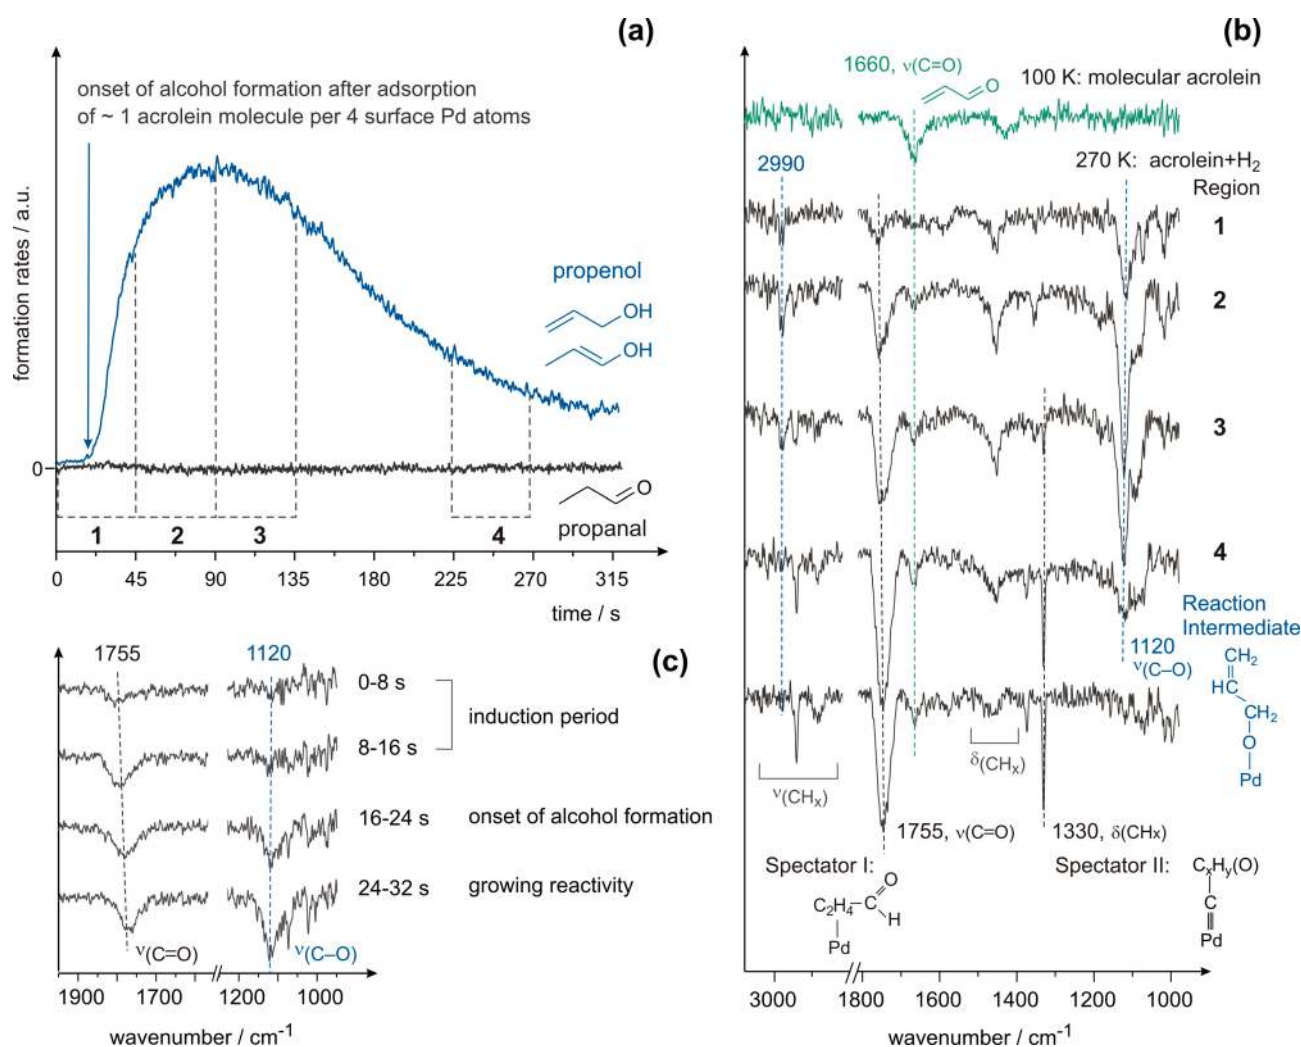 (a)
onset of alcohol formation after adsorption
of ~ 1 acrolein molecule per 4 surface Pd atoms
formation rates / a.u.
propenol
OH
OH
0
O
propanal
1 2 3 4
0 45 90 135 180 225 270 315
time / s
(b)
1660, ν(C=O)
O
100 K: molecular acrolein
2990
270 K: acrolein+H2
Region
1
2
3
4
Reaction
Intermediate
1120
ν(C–O)
CH2
HC
CH2
O
Pd
ν(CHx)
δ(CHx)
1755, ν(C=O)
1330, δ(CHx)
Spectator I:
O
C2H4–C
H
Pd
Spectator II:
CxHy(O)
C
Pd
3000 1800 1600 1400 1200 1000
wavenumber / cm-1
(c)
1755 1120
0-8 s
induction period
8-16 s
16-24 s onset of alcohol formation
24-32 s growing reactivity
ν(C=O) ν(C–O)
1900 1700 1200 1000
wavenumber / cm-1